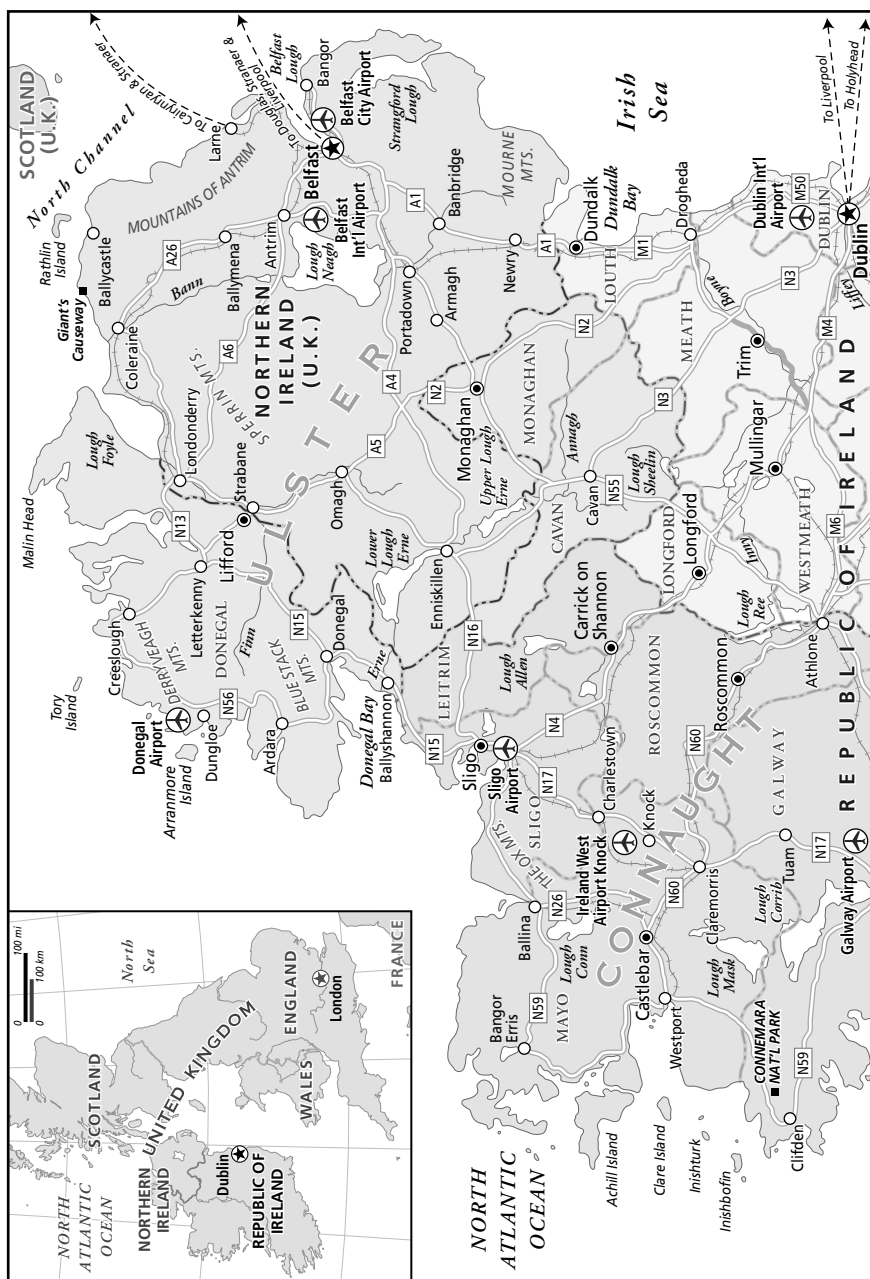 NORTH
ATLANTIC
OCEAN
SCOTLAND
NORTHERN
IRELAND
UNITED KINGDOM
Dublin
REPUBLIC OF
IRELAND
WALES
ENGLAND
London
North
Sea
FRANCE
0
100 mi
0
100 km
Malin Head
Tory
Island
Lough
Foyle
Giant's
Causeway
Rathlin
Island
North Channel
SCOTLAND
(U.K.)
Ballycastle
Coleraine
Creeslough
N13
Londonderry
Letterkenny
DERRYVEAGH
MTS.
Donegal
Airport
Arranmore
Island
Dungloe
N56
DONEGAL
Finn
Lifford
Strabane
SPERRIN MTS.
A6
Bann
A26
Ballymena
MOUNTAINS OF ANTRIM
Larne
To Cairnryan & Stranaer
To Douglas, Stranaer &
Liverpool
Belfast
Lough
Bangor
Belfast
City Airport
Belfast
Antrim
Belfast
Int'l Airport
Lough
Neagh
NORTHERN
IRELAND
(U.K.)
ULSTER
Ardara
BLUE STACK
MTS.
N15
Donegal
Omagh
A5
A4
Portadown
Armagh
A1
Banbridge
Strangford
Lough
MOURNE
MTS.
Newry
Donegal Bay
Ballyshannon
Erne
Lower
Lough
Erne
Enniskillen
Upper Lough
Erne
N2
Monaghan
MONAGHAN
A1
Dundalk
Dundalk
Bay
Irish
Sea
N15
LEITRIM
N16
Sligo
Sligo
Airport
N4
Lough
Allen
CAVAN
Cavan
Annagh
N2
LOUTH
M1
Drogheda
NORTH
ATLANTIC
OCEAN
Bangor
Erris
N59
MAYO
Ballina
Lough
Conn
N26
THE OX MTS.
SLIGO
N17
Charlestown
Ireland West
Airport Knock
Knock
CONNAUGHT
ROSCOMMON
Carrick on
Shannon
LONGFORD
Longford
N55
Lough
Sheelin
N3
MEATH
Boyne
Achill Island
Clare Island
Inishturk
Inishbofin
Castlebar
Westport
N60
Claremorris
N60
Roscommon
Lough
Ree
Inny
Mullingar
Trim
N3
Dublin Int'l
Airport
M50
DUBLIN
To Liverpool
To Holyhead
Lough
Mask
Lough
Corrib
Tuam
GALWAY
WESTMEATH
M4
Liffey
Dublin
CONNEMARA
NAT'L PARK
Clifden
N59
Galway Airport
N17
Athlone
M6
REPUBLIC OF IRELAND